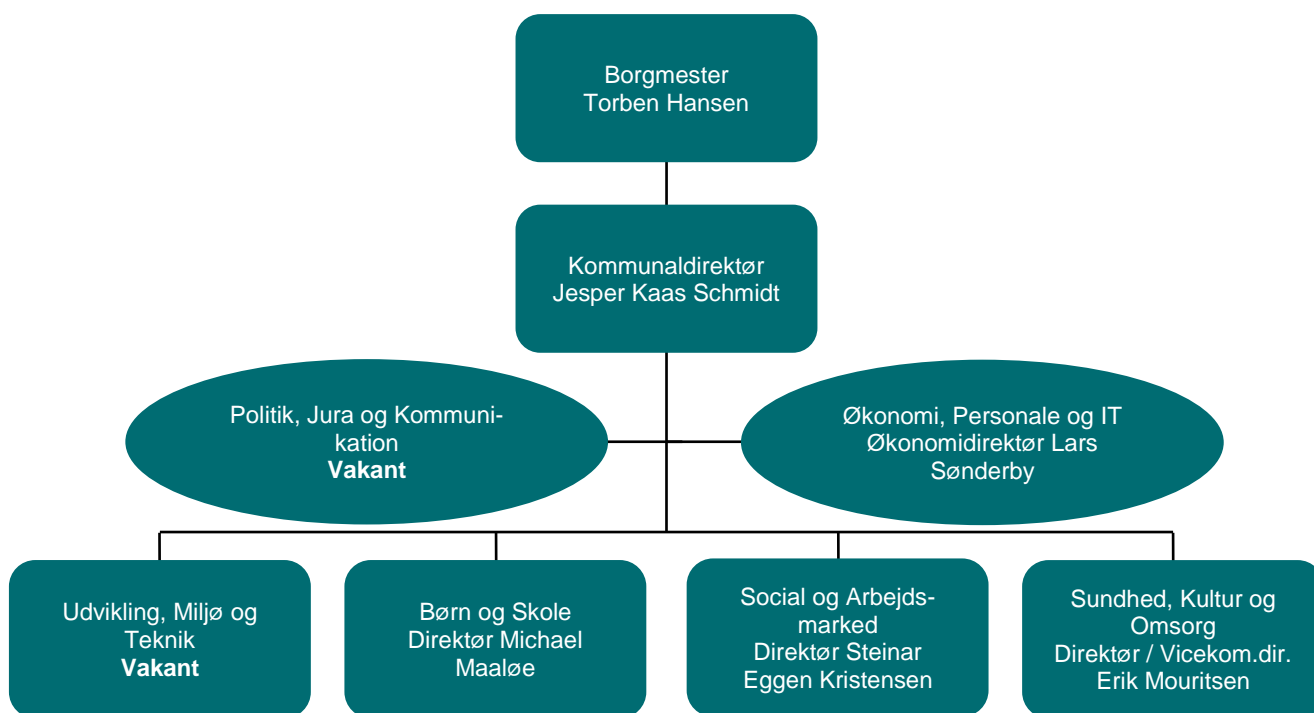 Borgmester
Torben Hansen
Kommunaldirektør
Jesper Kaas Schmidt
Politik, Jura og Kommuni-
kation
Vakant
Økonomi, Personale og IT
Økonomidirektør Lars
Sønderby
Udvikling, Miljø og
Teknik
Vakant
Børn og Skole
Direktør Michael
Maaløe
Social og Arbejds-
marked
Direktør Steinar
Eggen Kristensen
Sundhed, Kultur og
Omsorg
Direktør / Vicekom.dir.
Erik Mouritsen